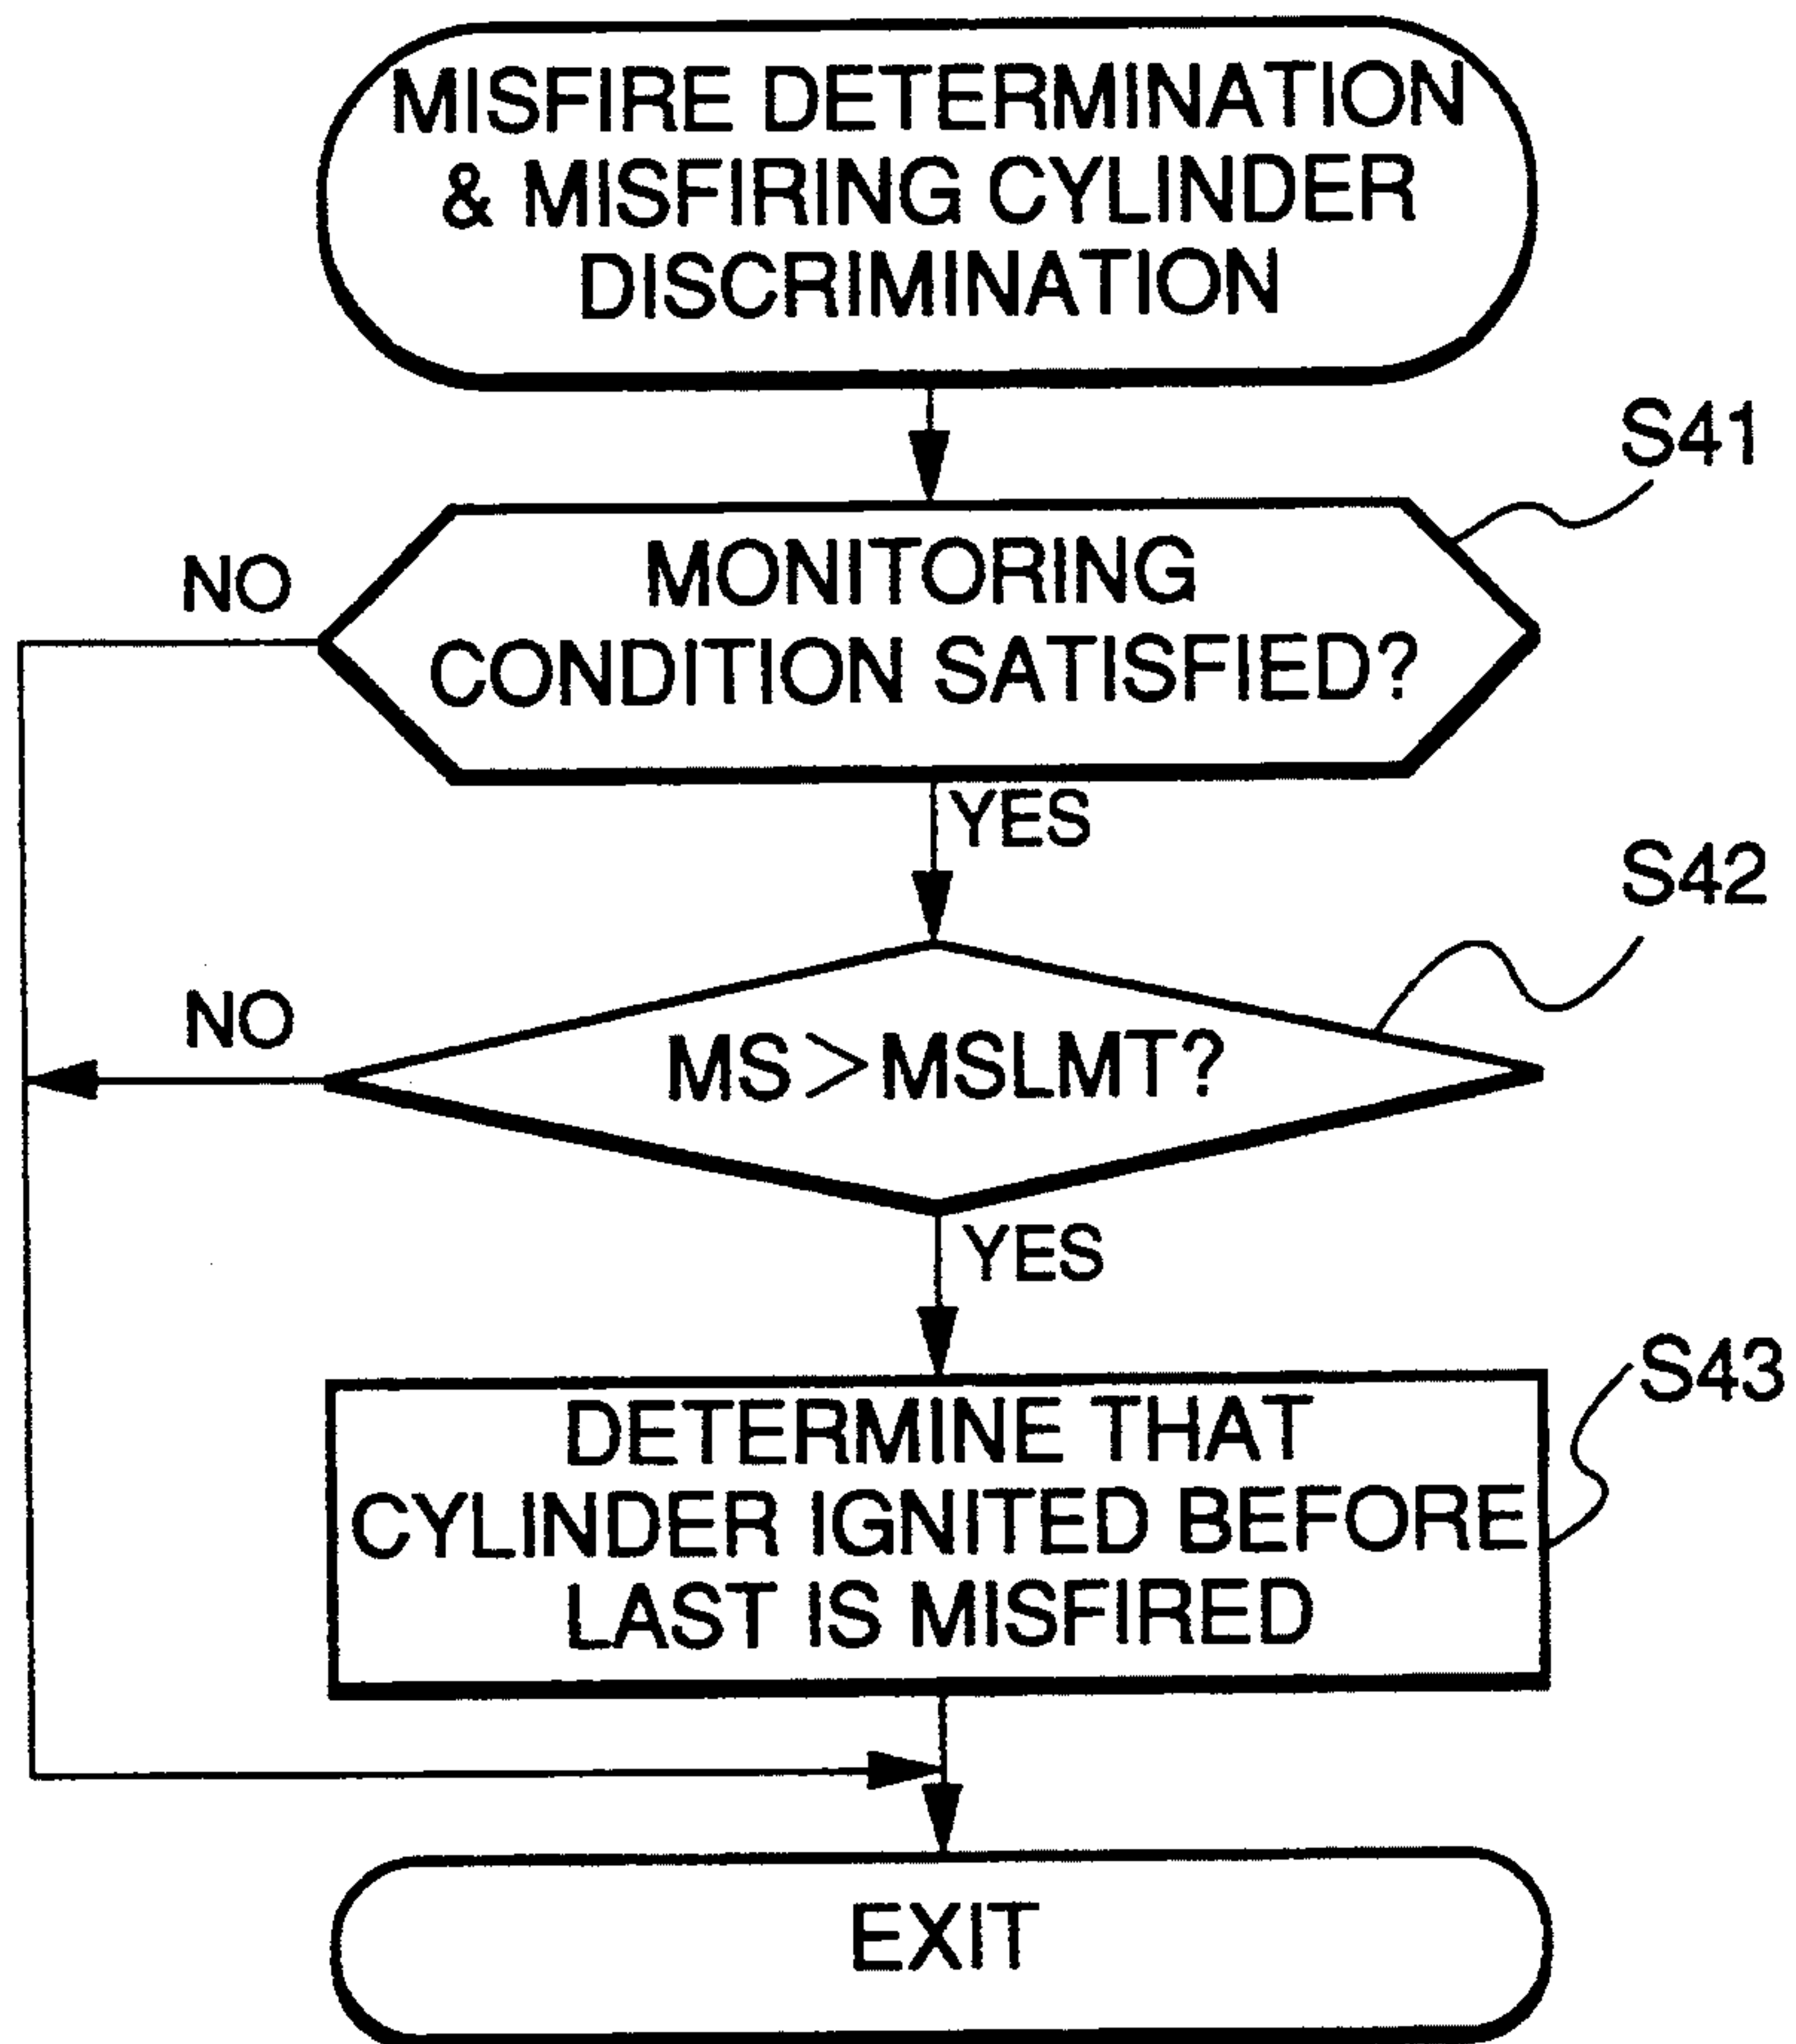 MISFIRE DETERMINATION
& MISFIRING CYLINDER
DISCRIMINATION
S41
NO
MONITORING
CONDITION SATISFIED?
YES
S42
NO
MS>MSLMT?
YES
S43
DETERMINE THAT
CYLINDER IGNITED BEFORE
LAST IS MISFIRED
EXIT